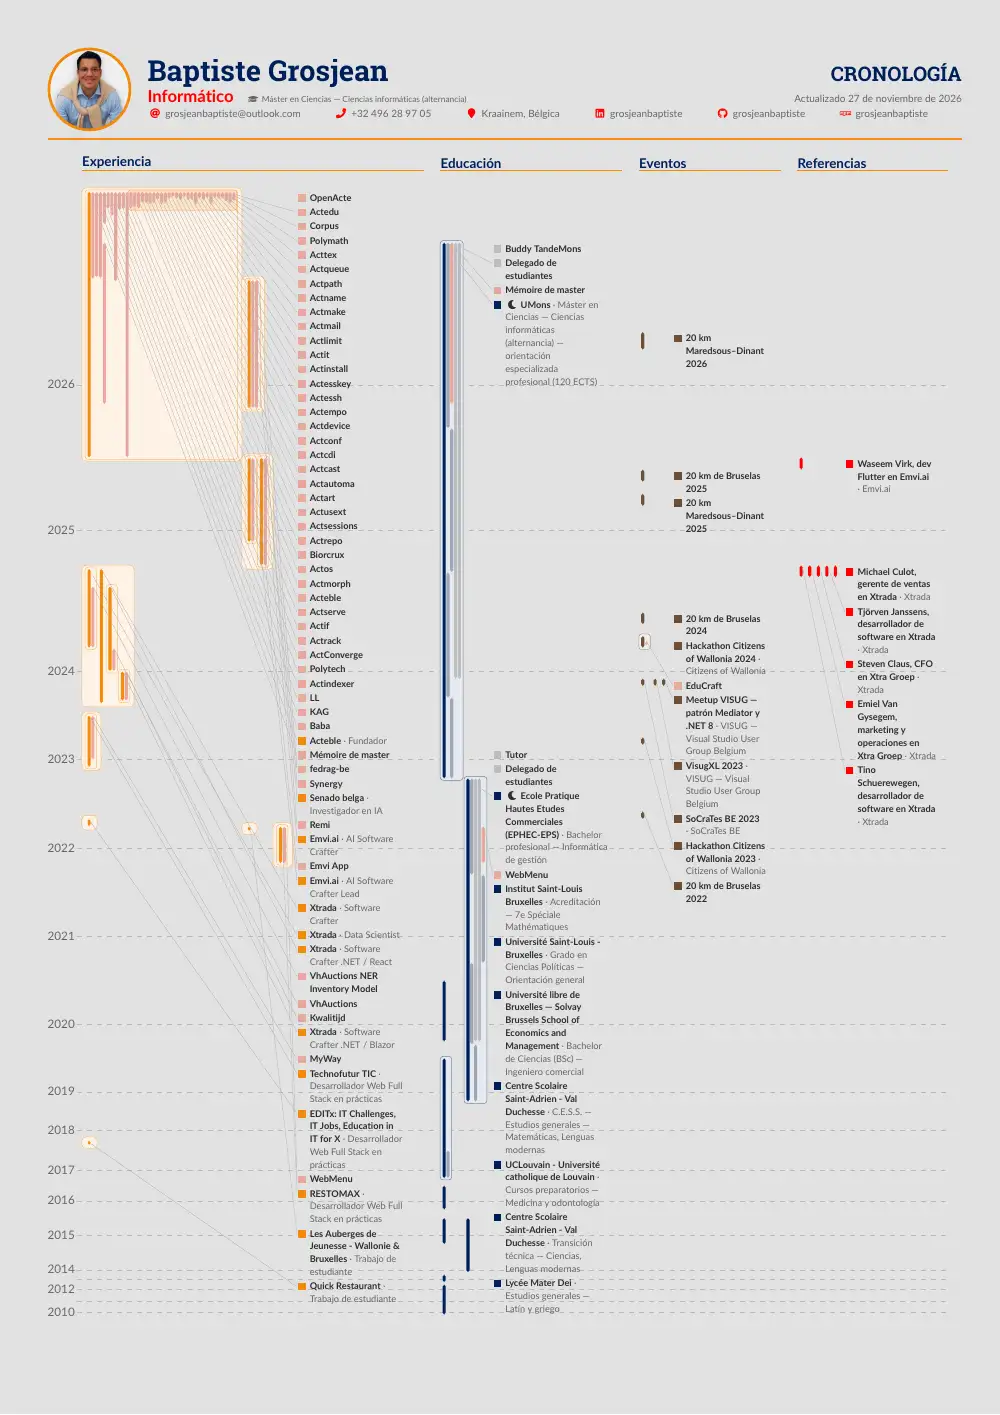 Baptiste Grosjean
CRONOLOGÍA
Informático
Máster en Ciencias — Ciencias informáticas (alternancia)
Actualizado 27 de noviembre de 2026
grosjeanbaptiste@outlook.com
+32 496 28 97 05
Kraainem, Bélgica
grosjeanbaptiste
grosjeanbaptiste
grosjeanbaptiste
Experiencia
OpenActe
Actedu
Corpus
Polymath
Acttex
Actqueue
Actpath
Actname
Actmake
Actmail
Actlimit
Actit
Actinstall
Actesskey
Actessh
Actempo
Actdevice
Actconf
Actcdi
Actcast
Actautoma
Actart
Actusext
Actsessions
Actrepo
Biorcrux
Actos
Actmorph
Acteble
Actserve
Actif
Actrack
ActConverge
Polytech
Actindexer
LL
KAG
Baba
Acteble · Fundador
Mémoire de master
fedrag-be
Synergy
Senado belga ·
Investigador en IA
Remi
Emvi.ai · AI Software
Crafter
Emvi App
Emvi.ai · AI Software
Crafter Lead
Xtrada · Software
Crafter
Xtrada · Data Scientist
Xtrada · Software
Crafter .NET / React
VhAuctions NER
Inventory Model
VhAuctions
Kwalitijd
Xtrada · Software
Crafter .NET / Blazor
MyWay
Technofutur TIC ·
Desarrollador Web Full
Stack en prácticas
EDITx: IT Challenges,
IT Jobs, Education in
IT for X · Desarrollador
Web Full Stack en
prácticas
WebMenu
RESTOMAX ·
Desarrollador Web Full
Stack en prácticas
Les Auberges de
Jeunesse - Wallonie &
Bruxelles · Trabajo de
estudiante
Quick Restaurant ·
Trabajo de estudiante
Educación
Buddy TandeMons
Delegado de
estudiantes
Mémoire de master
UMons · Máster en
Ciencias — Ciencias
informáticas
(alternancia) —
orientación
especializada
profesional (120 ECTS)
Tutor
Delegado de
estudiantes
Ecole Pratique
Hautes Etudes
Commerciales
(EPHEC-EPS) · Bachelor
profesional — Informática
de gestión
WebMenu
Institut Saint-Louis
Bruxelles · Acreditación
— 7e Spéciale
Mathématiques
Université Saint-Louis -
Bruxelles · Grado en
Ciencias Políticas —
Orientación general
Université libre de
Bruxelles — Solvay
Brussels School of
Economics and
Management · Bachelor
de Ciencias (BSc) —
Ingeniero comercial
Centre Scolaire
Saint-Adrien - Val
Duchesse · C.E.S.S. —
Estudios generales —
Matemáticas, Lenguas
modernas
UCLouvain - Université
catholique de Louvain ·
Cursos preparatorios —
Medicina y odontología
Centre Scolaire
Saint-Adrien - Val
Duchesse · Transición
técnica — Ciencias,
Lenguas modernas
Lycée Mater Dei ·
Estudios generales —
Latín y griego
Eventos
20 km
Maredsous–Dinant
2026
20 km de Bruselas
2025
20 km
Maredsous–Dinant
2025
20 km de Bruselas
2024
Hackathon Citizens
of Wallonia 2024 ·
Citizens of Wallonia
EduCraft
Meetup VISUG —
patrón Mediator y
.NET 8 · VISUG —
Visual Studio User
Group Belgium
VisugXL 2023 ·
VISUG — Visual
Studio User Group
Belgium
SoCraTes BE 2023
· SoCraTes BE
Hackathon Citizens
of Wallonia 2023 ·
Citizens of Wallonia
20 km de Bruselas
2022
Referencias
Waseem Virk, dev
Flutter en Emvi.ai
· Emvi.ai
Michael Culot,
gerente de ventas
en Xtrada · Xtrada
Tjörven Janssens,
desarrollador de
software en Xtrada
· Xtrada
Steven Claus, CFO
en Xtra Groep ·
Xtrada
Emiel Van
Gysegem,
marketing y
operaciones en
Xtra Groep · Xtrada
Tino
Schuerewegen,
desarrollador de
software en Xtrada
· Xtrada
2026
2025
2024
2023
2022
2021
2020
2019
2018
2017
2016
2015
2014
2012
2010